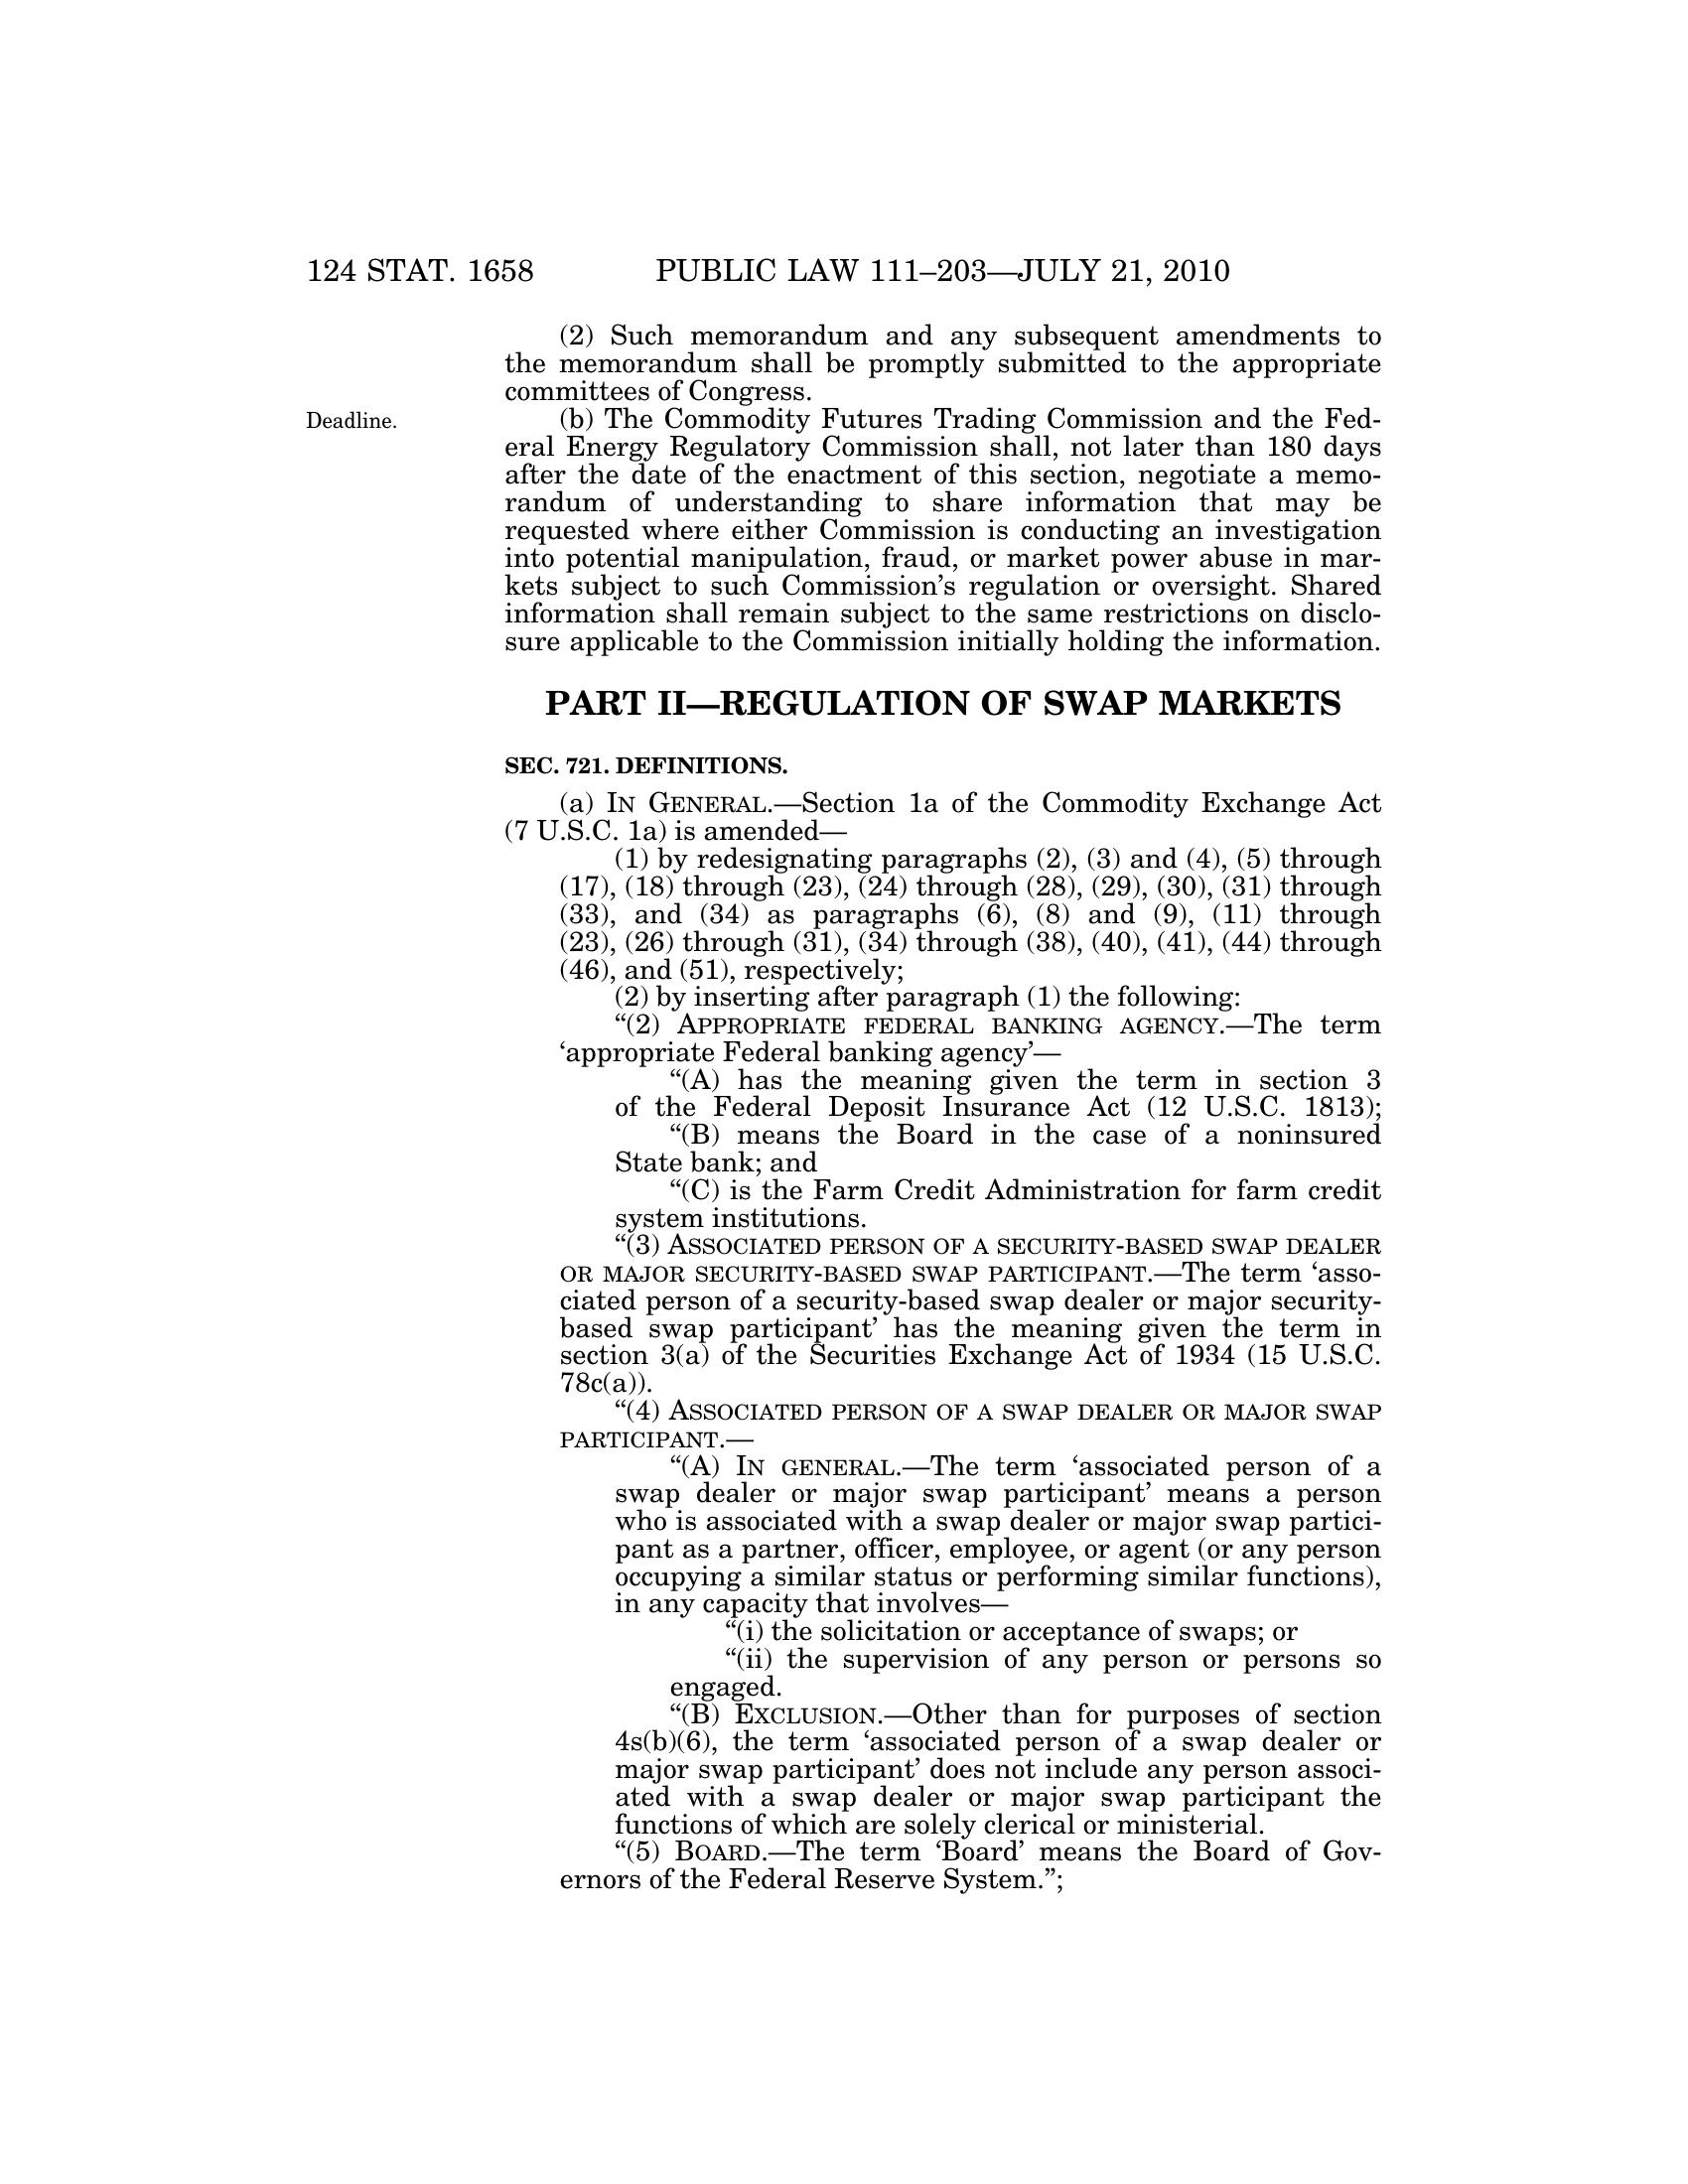 124 STAT. 1658 PUBLIC LAW 111–203—JULY 21, 2010
(2) Such memorandum and any subsequent amendments to
the memorandum shall be promptly submitted to the appropriate
committees of Congress.
Deadline.
(b) The Commodity Futures Trading Commission and the Fed-
eral Energy Regulatory Commission shall, not later than 180 days
after the date of the enactment of this section, negotiate a memo-
randum of understanding to share information that may be
requested where either Commission is conducting an investigation
into potential manipulation, fraud, or market power abuse in mar-
kets subject to such Commission’s regulation or oversight. Shared
information shall remain subject to the same restrictions on disclo-
sure applicable to the Commission initially holding the information.
PART II—REGULATION OF SWAP MARKETS
SEC. 721. DEFINITIONS.
(a) IN GENERAL.—Section 1a of the Commodity Exchange Act
(7 U.S.C. 1a) is amended—
(1) by redesignating paragraphs (2), (3) and (4), (5) through
(17), (18) through (23), (24) through (28), (29), (30), (31) through
(33), and (34) as paragraphs (6), (8) and (9), (11) through
(23), (26) through (31), (34) through (38), (40), (41), (44) through
(46), and (51), respectively;
(2) by inserting after paragraph (1) the following:
“(2) APPROPRIATE FEDERAL BANKING AGENCY.—The term
‘appropriate Federal banking agency’—
“(A) has the meaning given the term in section 3
of the Federal Deposit Insurance Act (12 U.S.C. 1813);
“(B) means the Board in the case of a noninsured
State bank; and
“(C) is the Farm Credit Administration for farm credit
system institutions.
“(3) ASSOCIATED PERSON OF A SECURITY-BASED SWAP DEALER
OR MAJOR SECURITY-BASED SWAP PARTICIPANT.—The term ‘asso-
ciated person of a security-based swap dealer or major security-
based swap participant’ has the meaning given the term in
section 3(a) of the Securities Exchange Act of 1934 (15 U.S.C.
78c(a)).
“(4) ASSOCIATED PERSON OF A SWAP DEALER OR MAJOR SWAP
PARTICIPANT.—
“(A) IN GENERAL.—The term ‘associated person of a
swap dealer or major swap participant’ means a person
who is associated with a swap dealer or major swap partici-
pant as a partner, officer, employee, or agent (or any person
occupying a similar status or performing similar functions),
in any capacity that involves—
“(i) the solicitation or acceptance of swaps; or
“(ii) the supervision of any person or persons so
engaged.
“(B) EXCLUSION.—Other than for purposes of section
4s(b)(6), the term ‘associated person of a swap dealer or
major swap participant’ does not include any person associ-
ated with a swap dealer or major swap participant the
functions of which are solely clerical or ministerial.
“(5) BOARD.—The term ‘Board’ means the Board of Gov-
ernors of the Federal Reserve System.”;